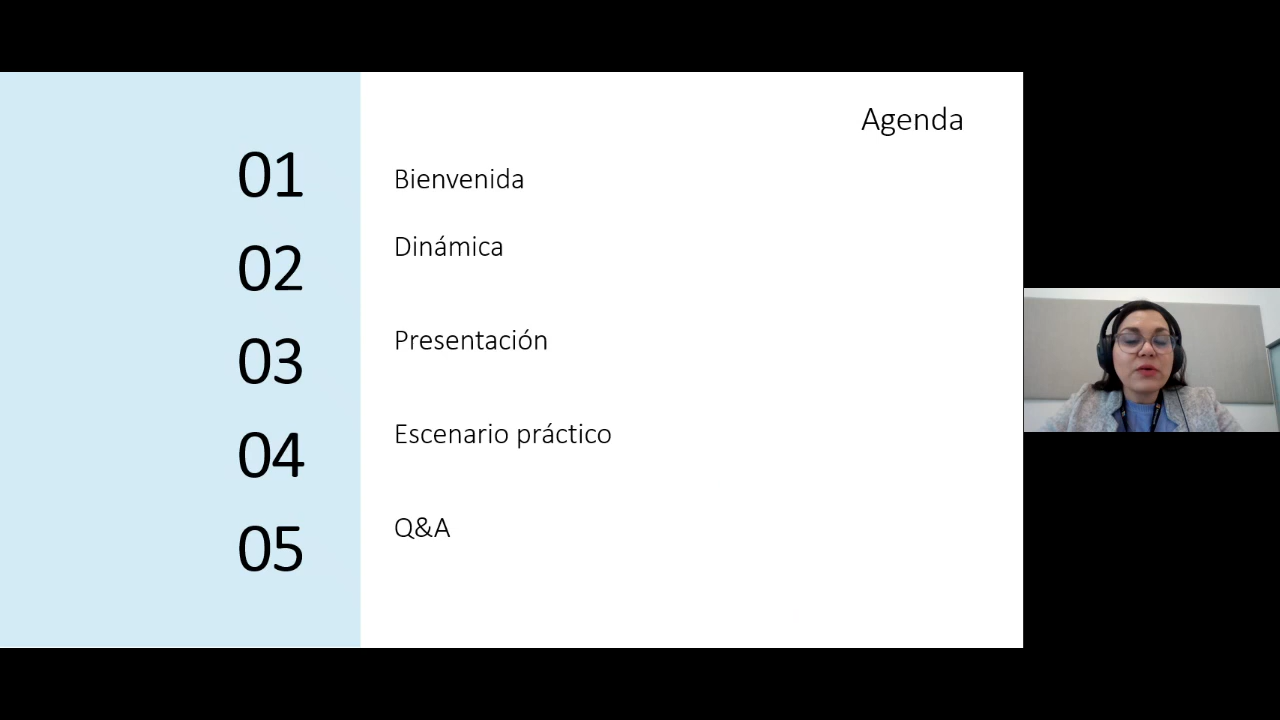 Agenda
01 Bienvenida
02 Dinámica
03 Presentación
04 Escenario práctico
05 Q&A